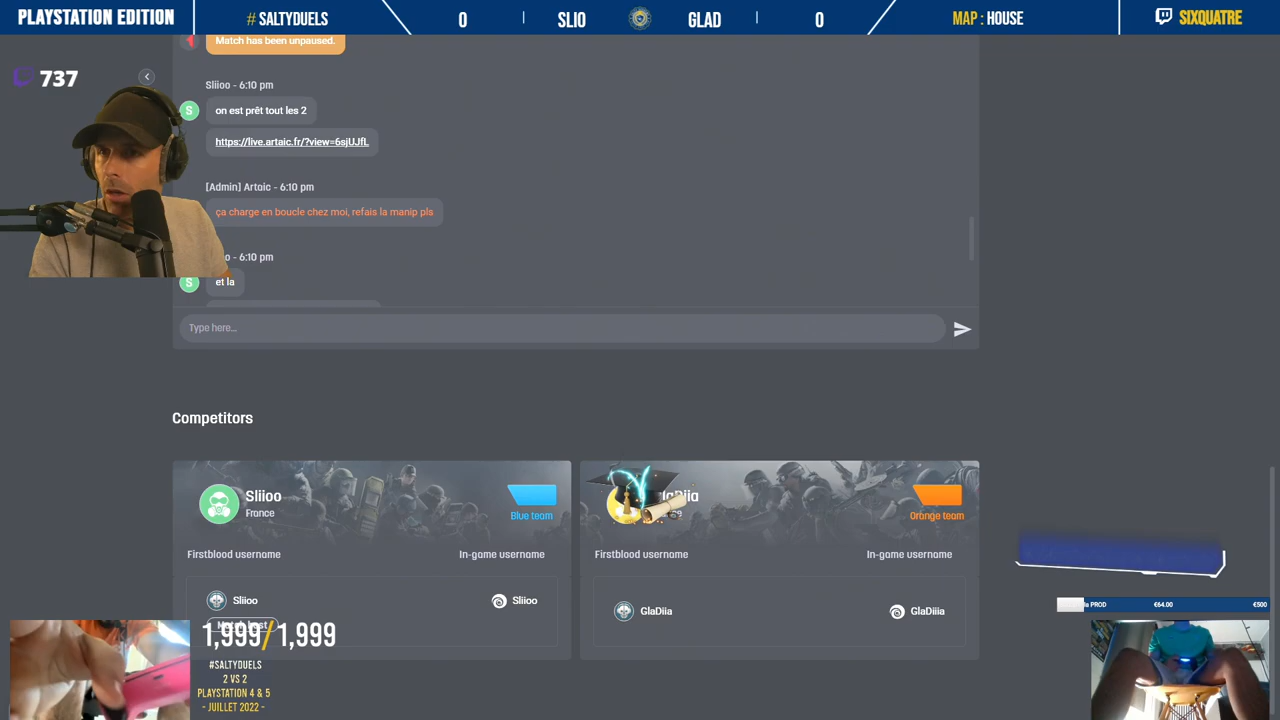 PLAYSTATION EDITION
# SALTYDUELS
0
SLIO
GLAD
0
MAP : HOUSE
SIXQUATRE
737
Match has been unpaused.
Sliioo - 6:10 pm
S
on est prêt tout les 2
https://live.artaic.fr/?view=6sjUJfL
[Admin] Artaic - 6:10 pm
ça charge en boucle chez moi, refais la manip pls
o - 6:10 pm
S
et la
Type here...
Competitors
Sliioo
France
Blue team
Firstblood username
In-game username
Sliioo
Sliioo
Orange team
Firstblood username
In-game username
GlaDiia
GlaDiiia
1,999/1,999
#SALTYDUELS
2 VS 2
PLAYSTATION 4 & 5
- JUILLET 2022 -
PROD
€64.00
€500